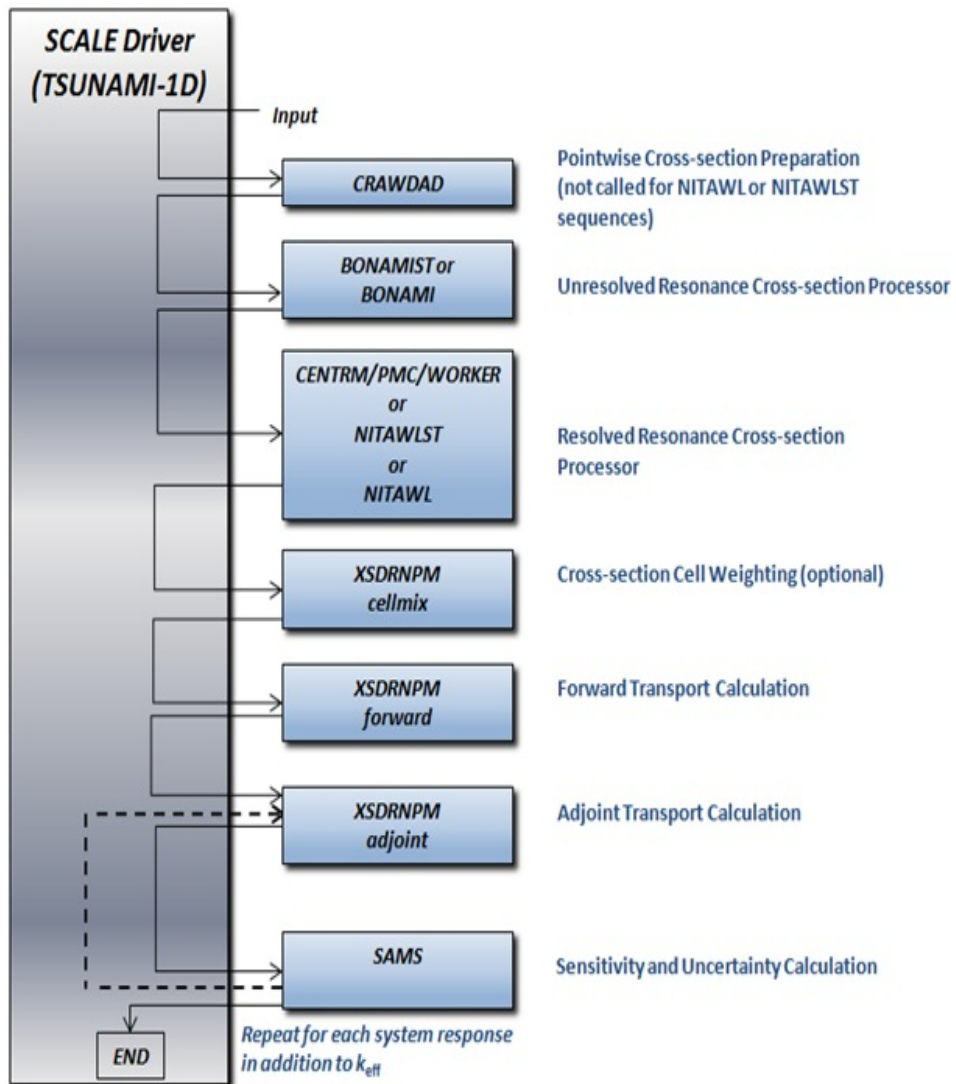 SCALE Driver
(TSUNAMI-1D)
Input
CRAWDAD
Pointwise Cross-section Preparation
(not called for NITAWL or NITAWLST
sequences)
BONAMIST or
BONAMI
Unresolved Resonance Cross-section Processor
CENTRM/PMC/WORKER
or
NITAWLST
or
NITAWL
Resolved Resonance Cross-section
Processor
XSDRNPM
cellmix
Cross-section Cell Weighting (optional)
XSDRNPM
forward
Forward Transport Calculation
XSDRNPM
adjoint
Adjoint Transport Calculation
SAMS
Sensitivity and Uncertainty Calculation
END
Repeat for each system response
in addition to keff